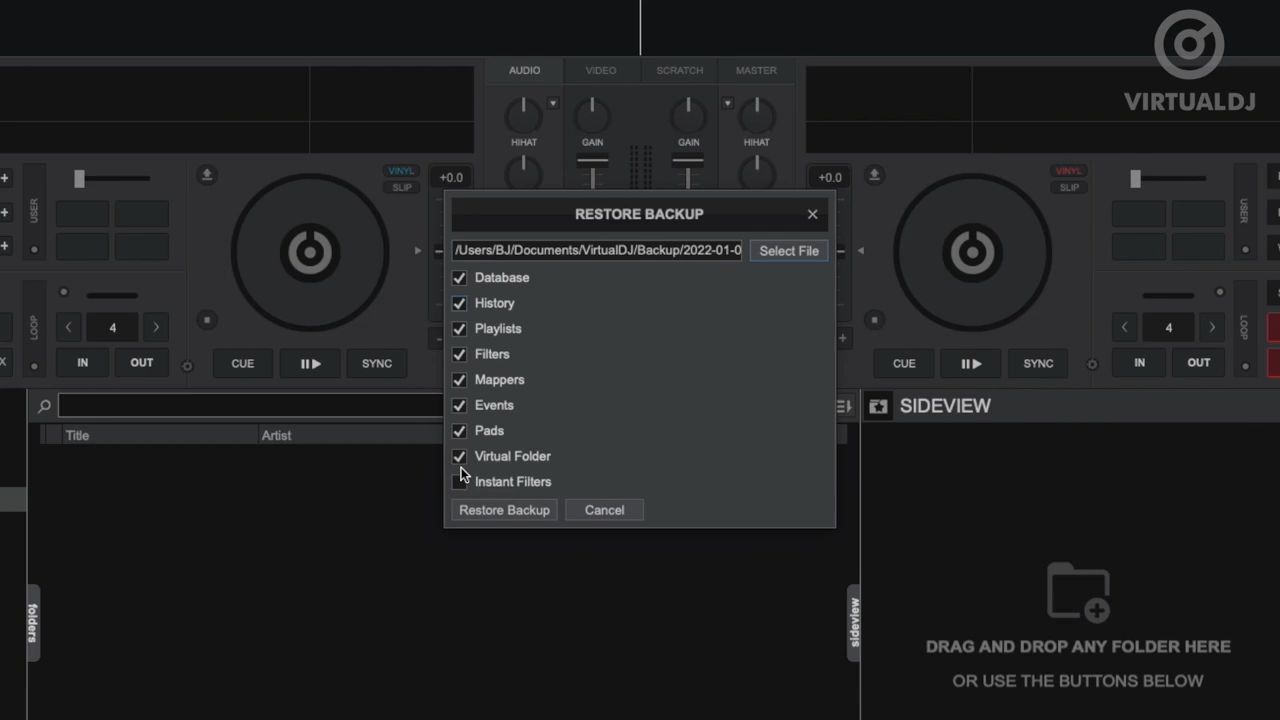 VIRTUALDJ
AUDIO
VIDEO
SCRATCH
MASTER
HIHAT
GAIN
GAIN
HIHAT
VINYL
SLIP
+0.0
+0.0
VINYL
SLIP
USER
USER
RESTORE BACKUP
/Users/BJ/Documents/VirtualDJ/Backup/2022-01-0
Select File
Database
History
Playlists
Filters
Mappers
Events
Pads
Virtual Folder
Instant Filters
Restore Backup
Cancel
LOOP
4
IN
OUT
CUE
SYNC
CUE
SYNC
4
IN
OUT
LOOP
Title
Artist
SIDEVIEW
folders
sideview
DRAG AND DROP ANY FOLDER HERE
OR USE THE BUTTONS BELOW